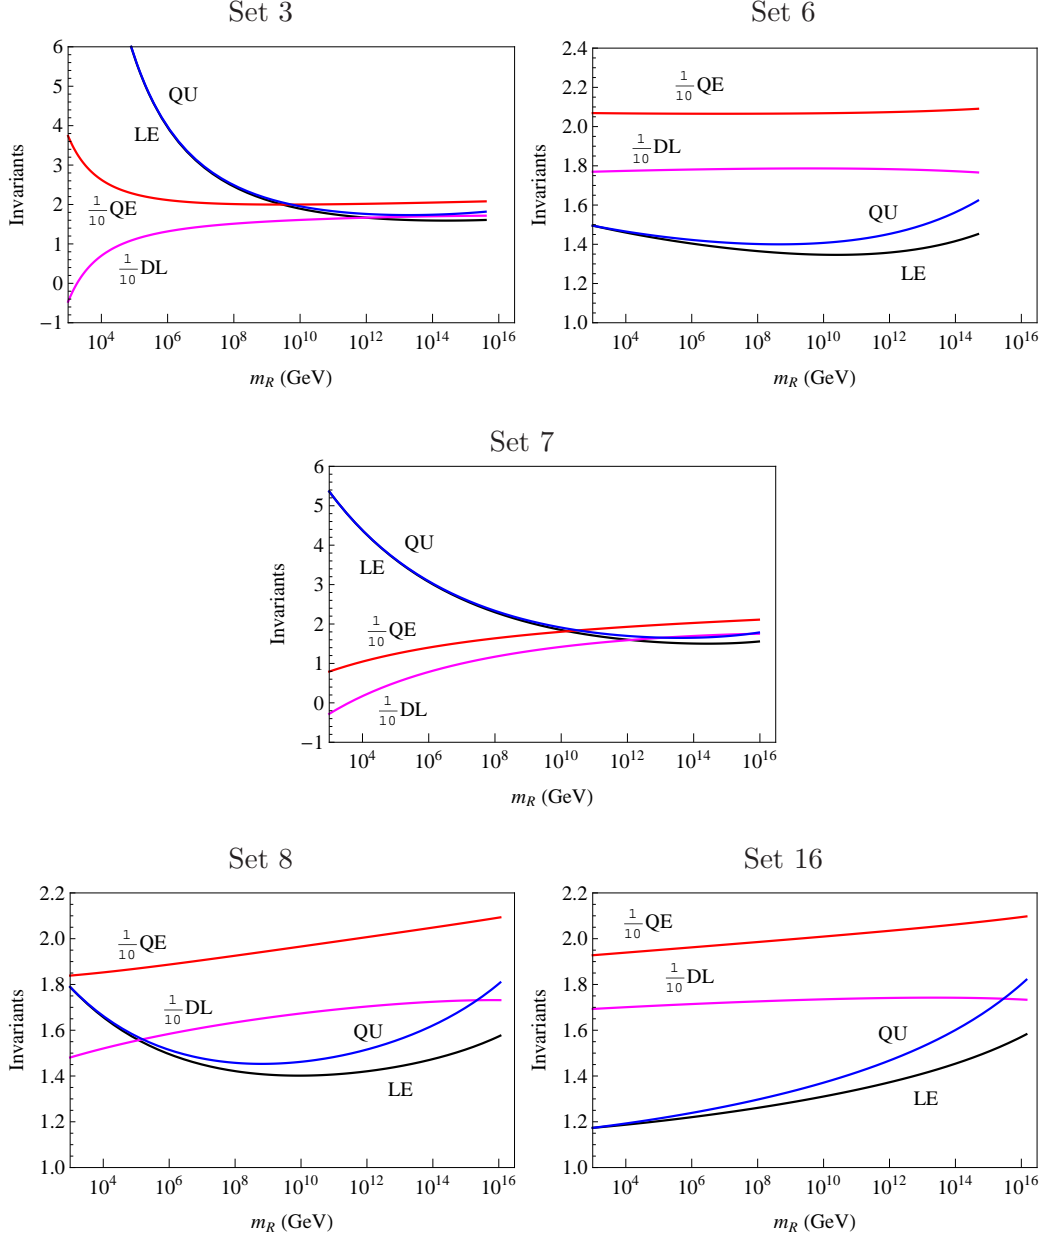 Set 3
Set 6
6
5
4
3
2
1
0
−1
Invariants
QU
LE
1/10 QE
1/10 DL
10^4 10^6 10^8 10^10 10^12 10^14 10^16
m_R (GeV)
2.4
2.2
2.0
1.8
1.6
1.4
1.2
1.0
Invariants
1/10 QE
1/10 DL
QU
LE
10^4 10^6 10^8 10^10 10^12 10^14 10^16
m_R (GeV)
Set 7
6
5
4
3
2
1
0
−1
Invariants
QU
LE
1/10 QE
1/10 DL
10^4 10^6 10^8 10^10 10^12 10^14 10^16
m_R (GeV)
Set 8
Set 16
2.2
2.0
1.8
1.6
1.4
1.2
1.0
Invariants
1/10 QE
1/10 DL
QU
LE
10^4 10^6 10^8 10^10 10^12 10^14 10^16
m_R (GeV)
2.2
2.0
1.8
1.6
1.4
1.2
1.0
Invariants
1/10 QE
1/10 DL
QU
LE
10^4 10^6 10^8 10^10 10^12 10^14 10^16
m_R (GeV)